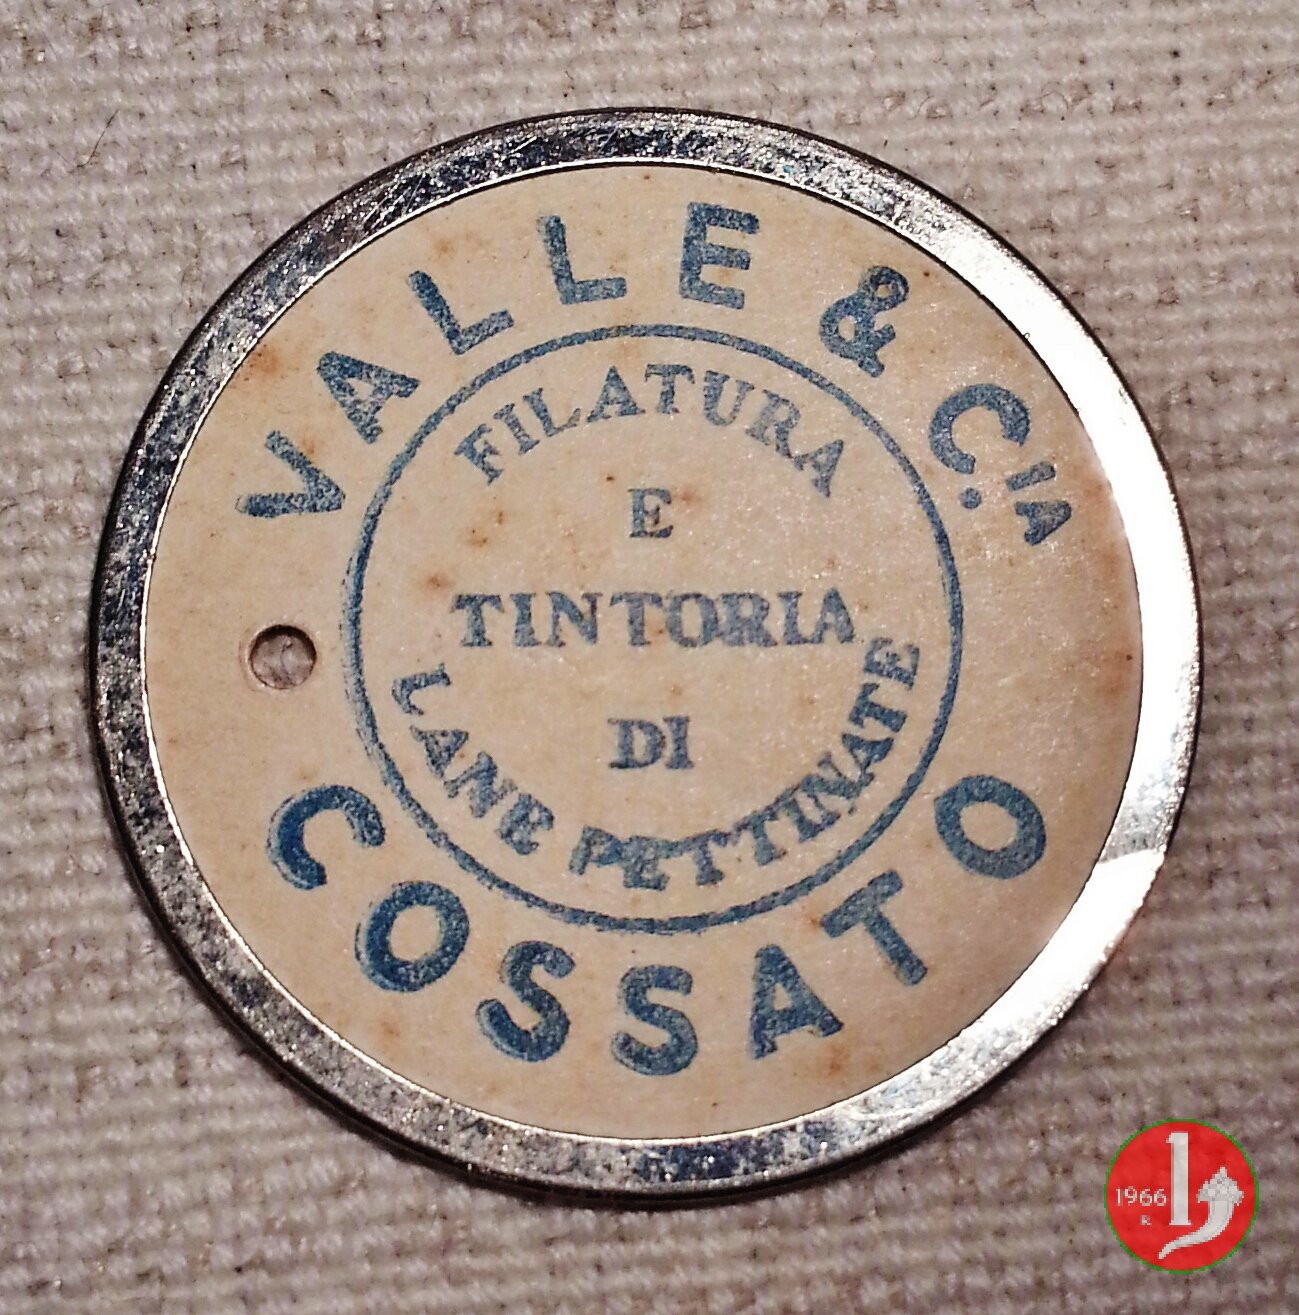 VALLE & C.IA
FILATURA
E
TINTORIA
DI
LANE PETTINATE
COSSATO
1966
R